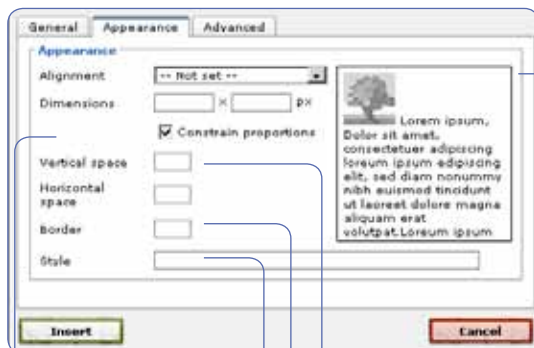 General Appearance Advanced
Appearance
Alignment -- Not set --
Dimensions × px
Constrain proportions
Vertical space
Horizontal
space
Border
Style
Lorem ipsum,
Dolor sit amet,
consectetuer adipiscing
loreum ipsum edipiscing
elit, sed diam nonummy
nibh euismod tincidunt
ut laoreet dolore magna
aliquam erat
volutpat.Loreum ipsum
Insert Cancel